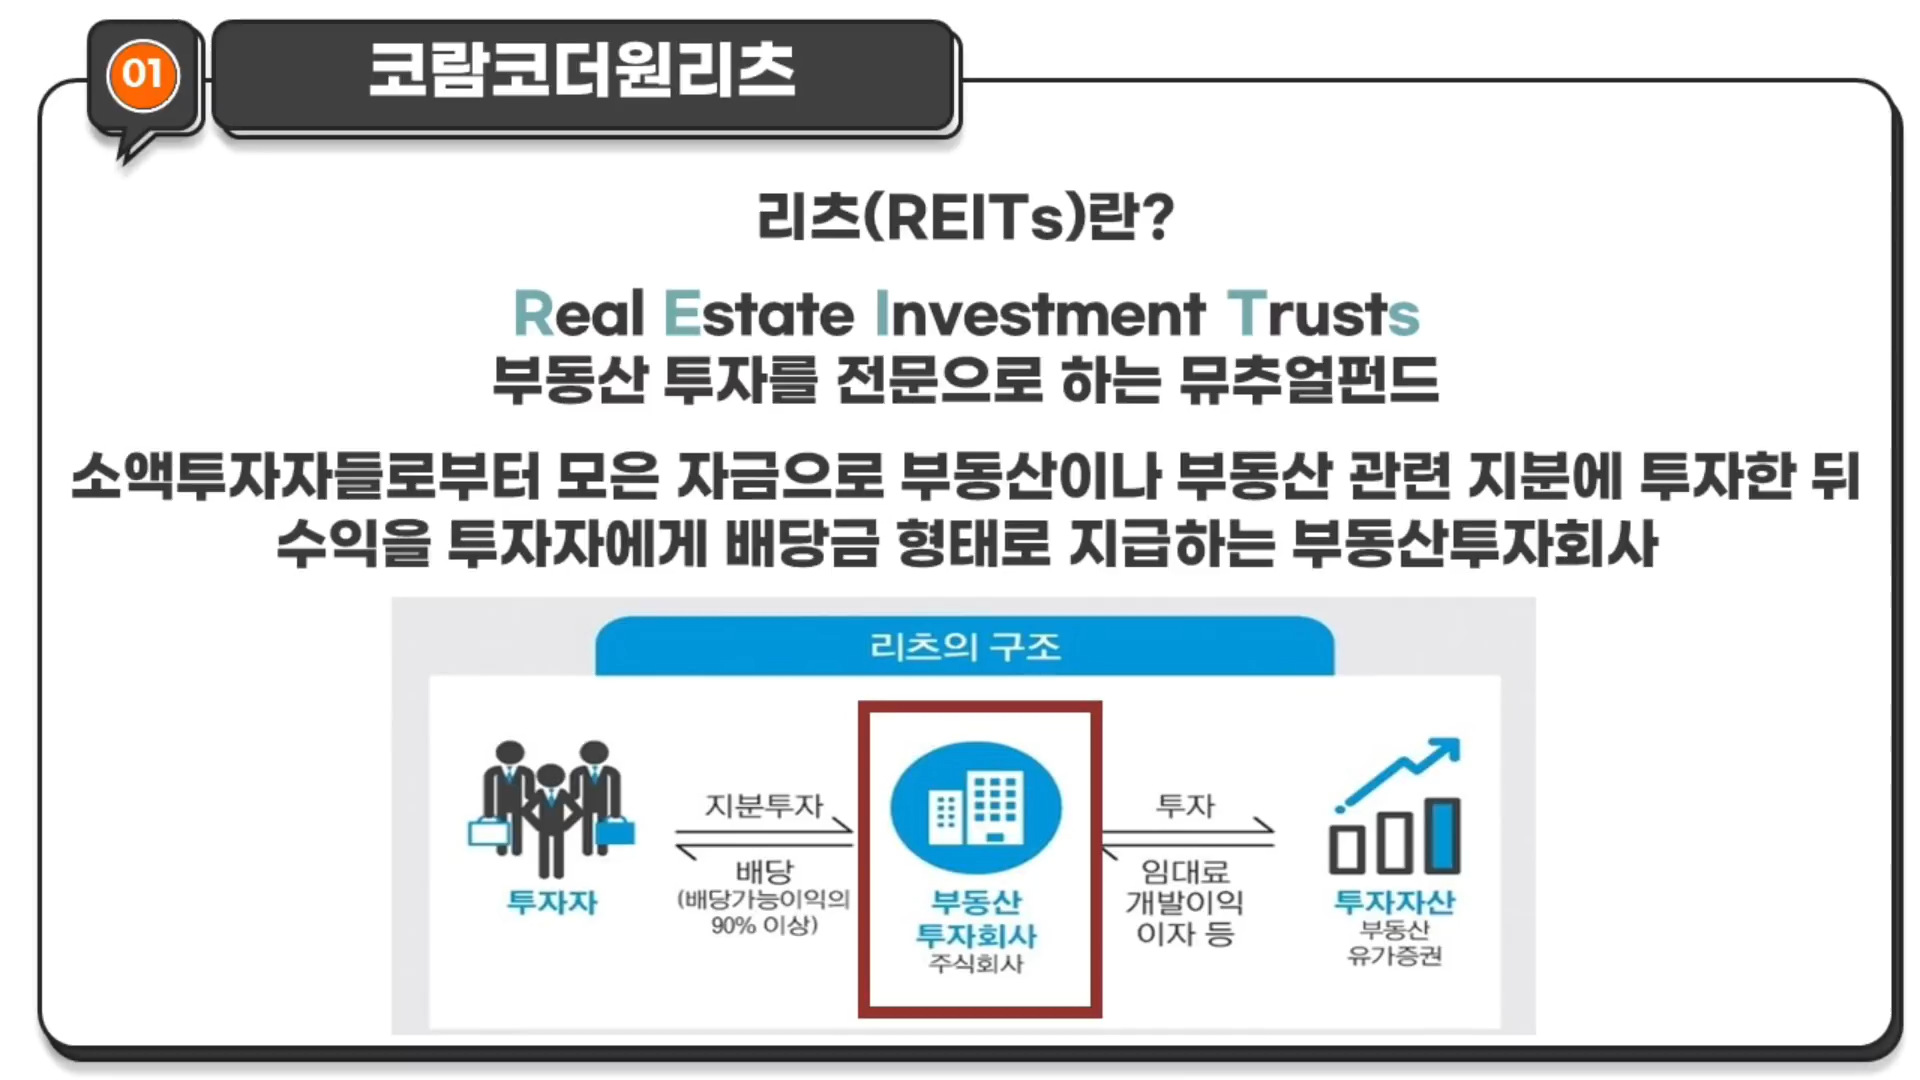 01
코람코더원리츠
리츠(REITs)란?
Real Estate Investment Trusts
부동산 투자를 전문으로 하는 뮤추얼펀드
소액투자자들로부터 모은 자금으로 부동산이나 부동산 관련 지분에 투자한 뒤
수익을 투자자에게 배당금 형태로 지급하는 부동산투자회사
리츠의 구조
투자자
지분투자
배당
(배당가능이익의
90% 이상)
부동산
투자회사
주식회사
투자
임대료
개발이익
이자 등
투자자산
부동산
유가증권